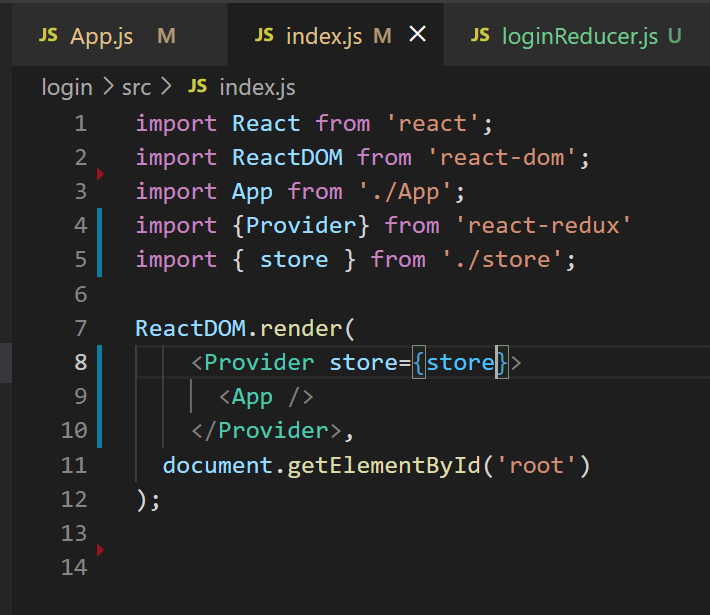 JS App.js M JS index.js M × JS loginReducer.js U
login > src > JS index.js
1 import React from 'react';
2 import ReactDOM from 'react-dom';
3 import App from './App';
4 import {Provider} from 'react-redux'
5 import { store } from './store';
6
7 ReactDOM.render(
8     <Provider store={store}>
9       <App />
10     </Provider>,
11   document.getElementById('root')
12 );
13
14